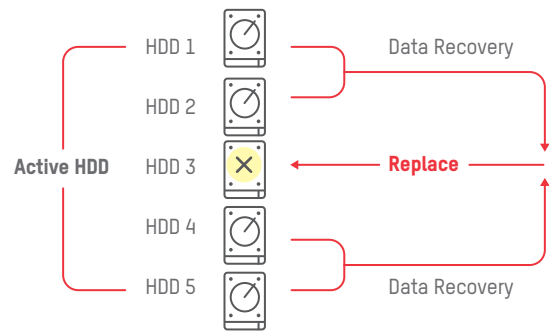 HDD 1
Data Recovery
HDD 2
Active HDD
HDD 3
Replace
HDD 4
HDD 5
Data Recovery